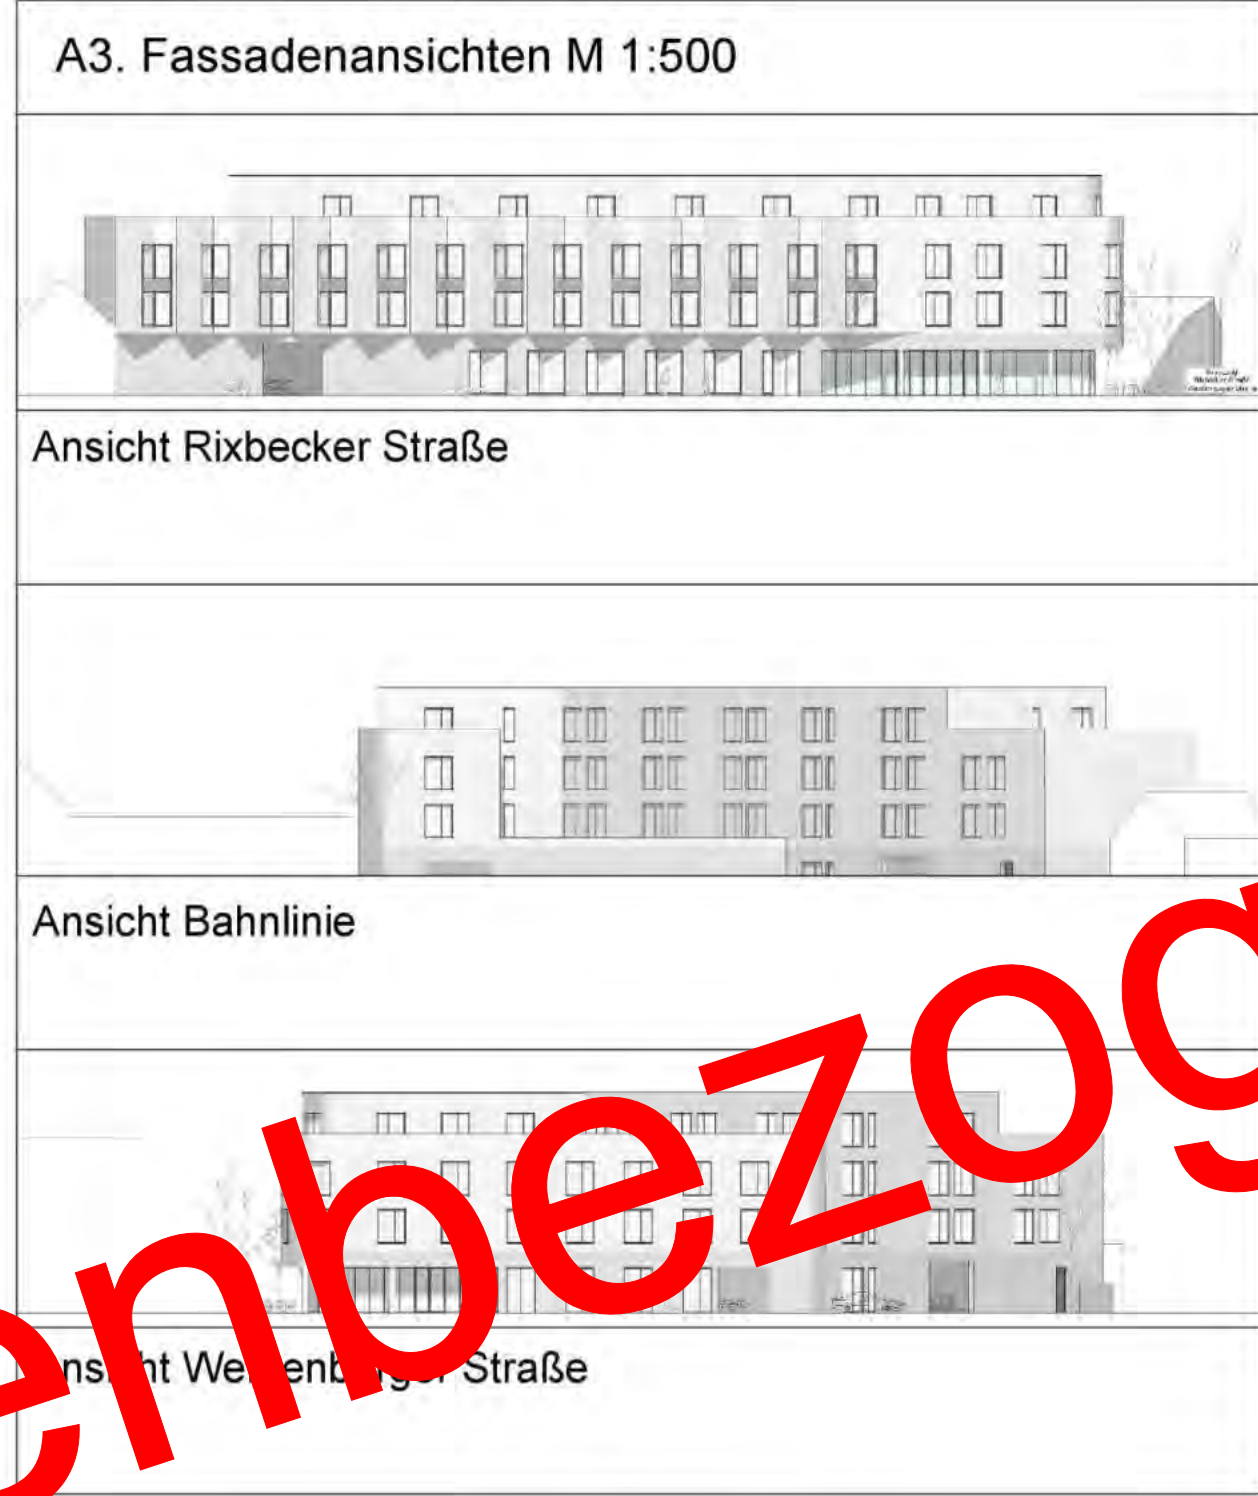 A3. Fassadenansichten M 1:500
Ansicht Rixbecker Straße
Ansicht Bahnlinie
Straße
enbezog